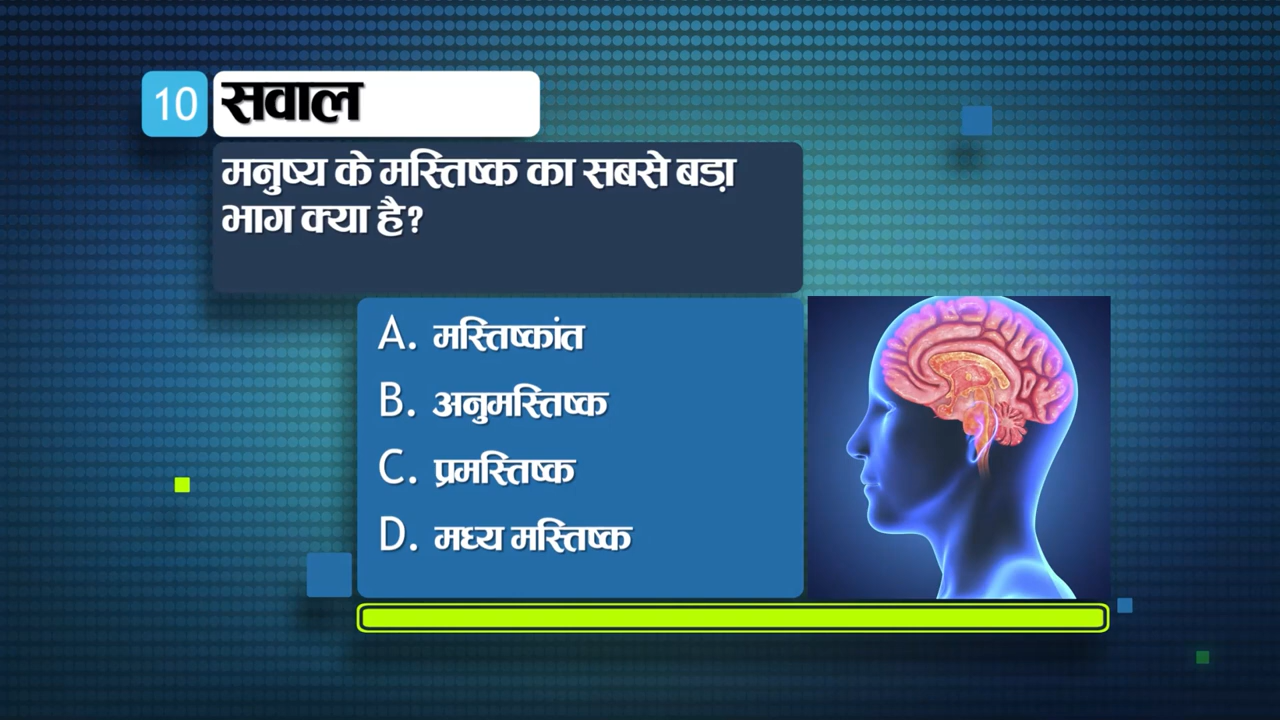 10 सवाल
मनुष्य के मस्तिष्क का सबसे बड़ा
भाग क्या है?
A. मस्तिष्कांत
B. अनुमस्तिष्क
C. प्रमस्तिष्क
D. मध्य मस्तिष्क